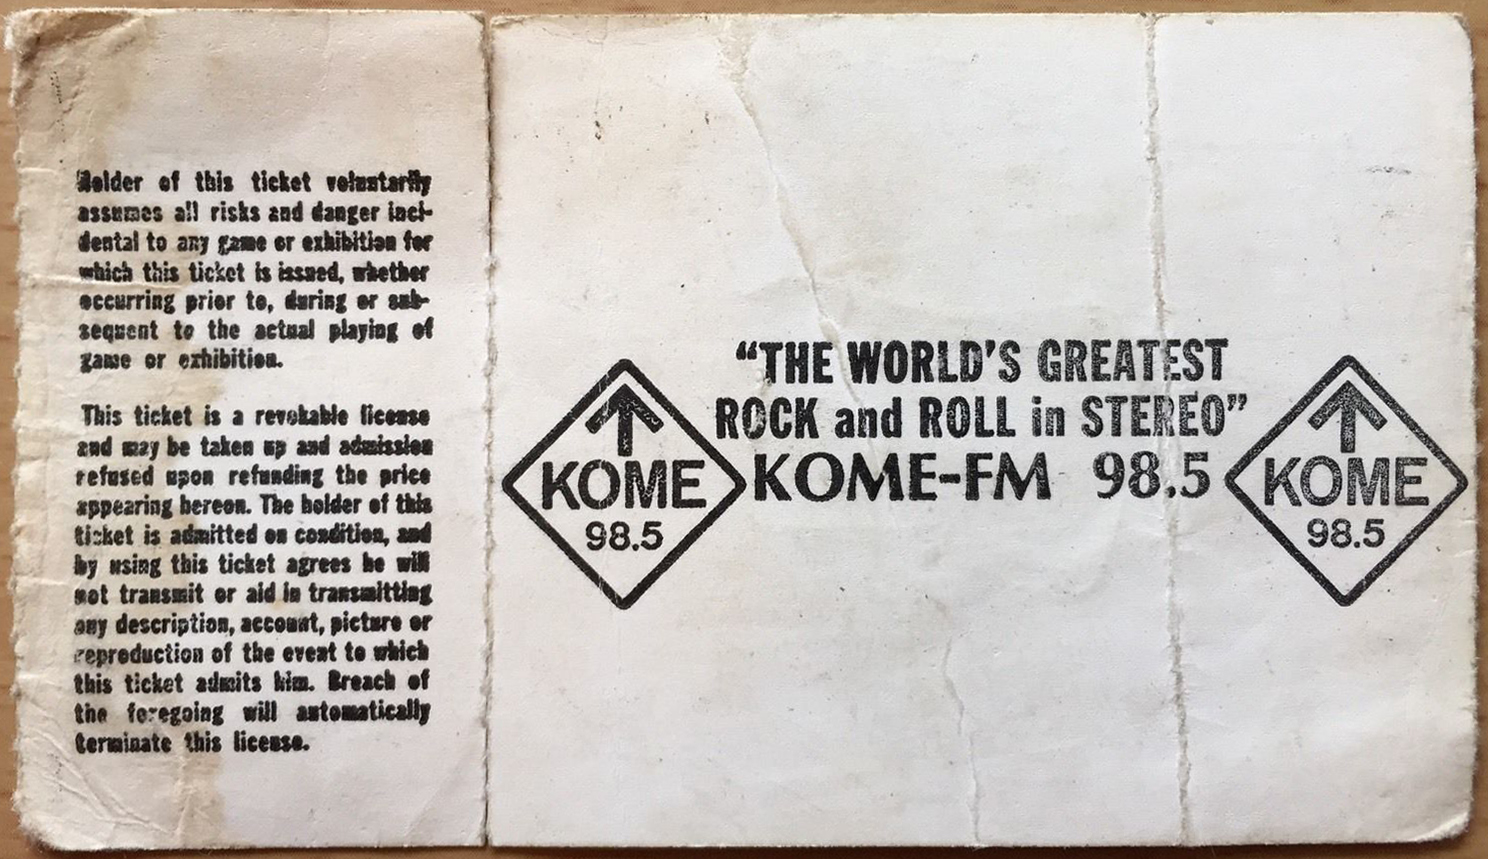 Holder of this ticket voluntarily
assumes all risks and danger inci-
dental to any game or exhibition for
which this ticket is issued, whether
occurring prior to, during or sub-
sequent to the actual playing of
game or exhibition.
This ticket is a revokable license
and may be taken up and admission
refused upon refunding the price
appearing hereon. The holder of this
ticket is admitted on condition, and
by using this ticket agrees he will
not transmit or aid in transmitting
any description, account, picture or
reproduction of the event to which
this ticket admits him. Breach of
the foregoing will automatically
terminate this license.
KOME
98.5
“THE WORLD’S GREATEST
ROCK and ROLL in STEREO”
KOME-FM 98.5
KOME
98.5